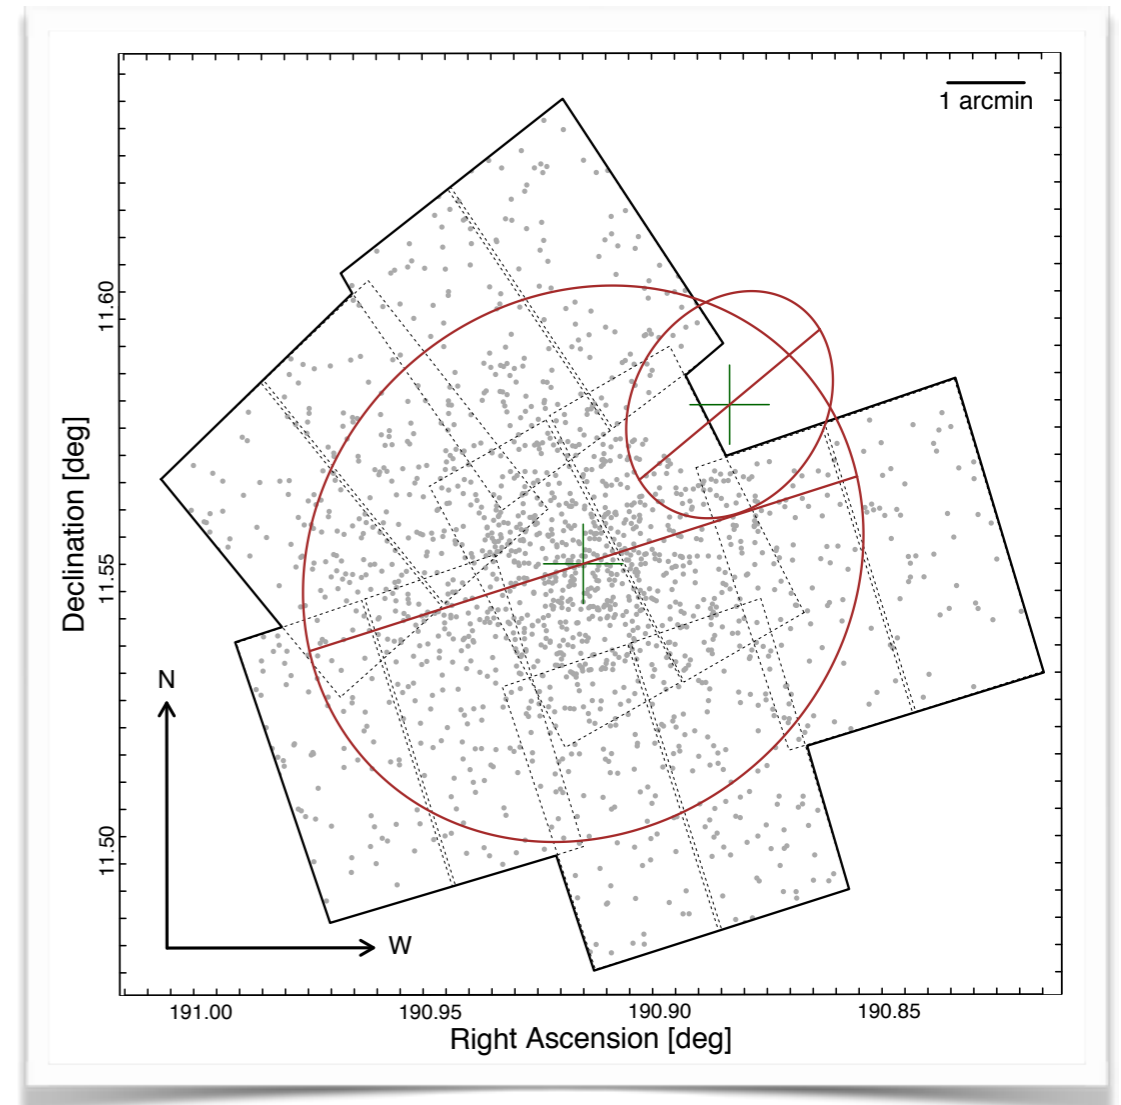 1 arcmin
11.60
11.55
11.50
Declination [deg]
N
W
191.00 190.95 190.90 190.85
Right Ascension [deg]